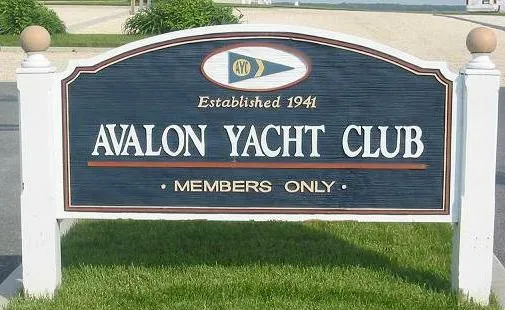 AYC
Established 1941
AVALON YACHT CLUB
· MEMBERS ONLY ·